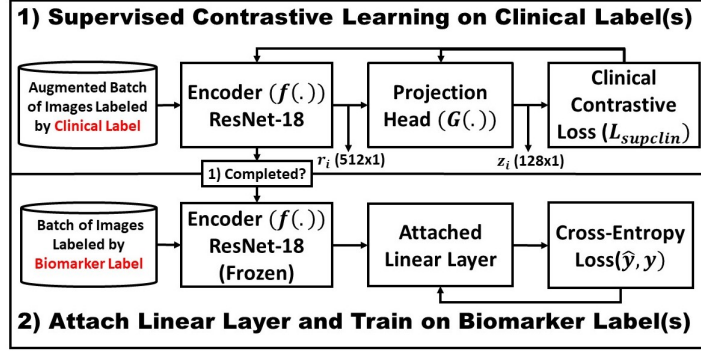 1) Supervised Contrastive Learning on Clinical Label(s)
Augmented Batch
of Images Labeled
by Clinical Label
Encoder (f(.))
ResNet-18
Projection
Head (G(.))
Clinical
Contrastive
Loss (L_supclin)
r_i (512x1)
z_i (128x1)
1) Completed?
Batch of Images
Labeled by
Biomarker Label
Encoder (f(.))
ResNet-18
(Frozen)
Attached
Linear Layer
Cross-Entropy
Loss(ŷ, y)
2) Attach Linear Layer and Train on Biomarker Label(s)